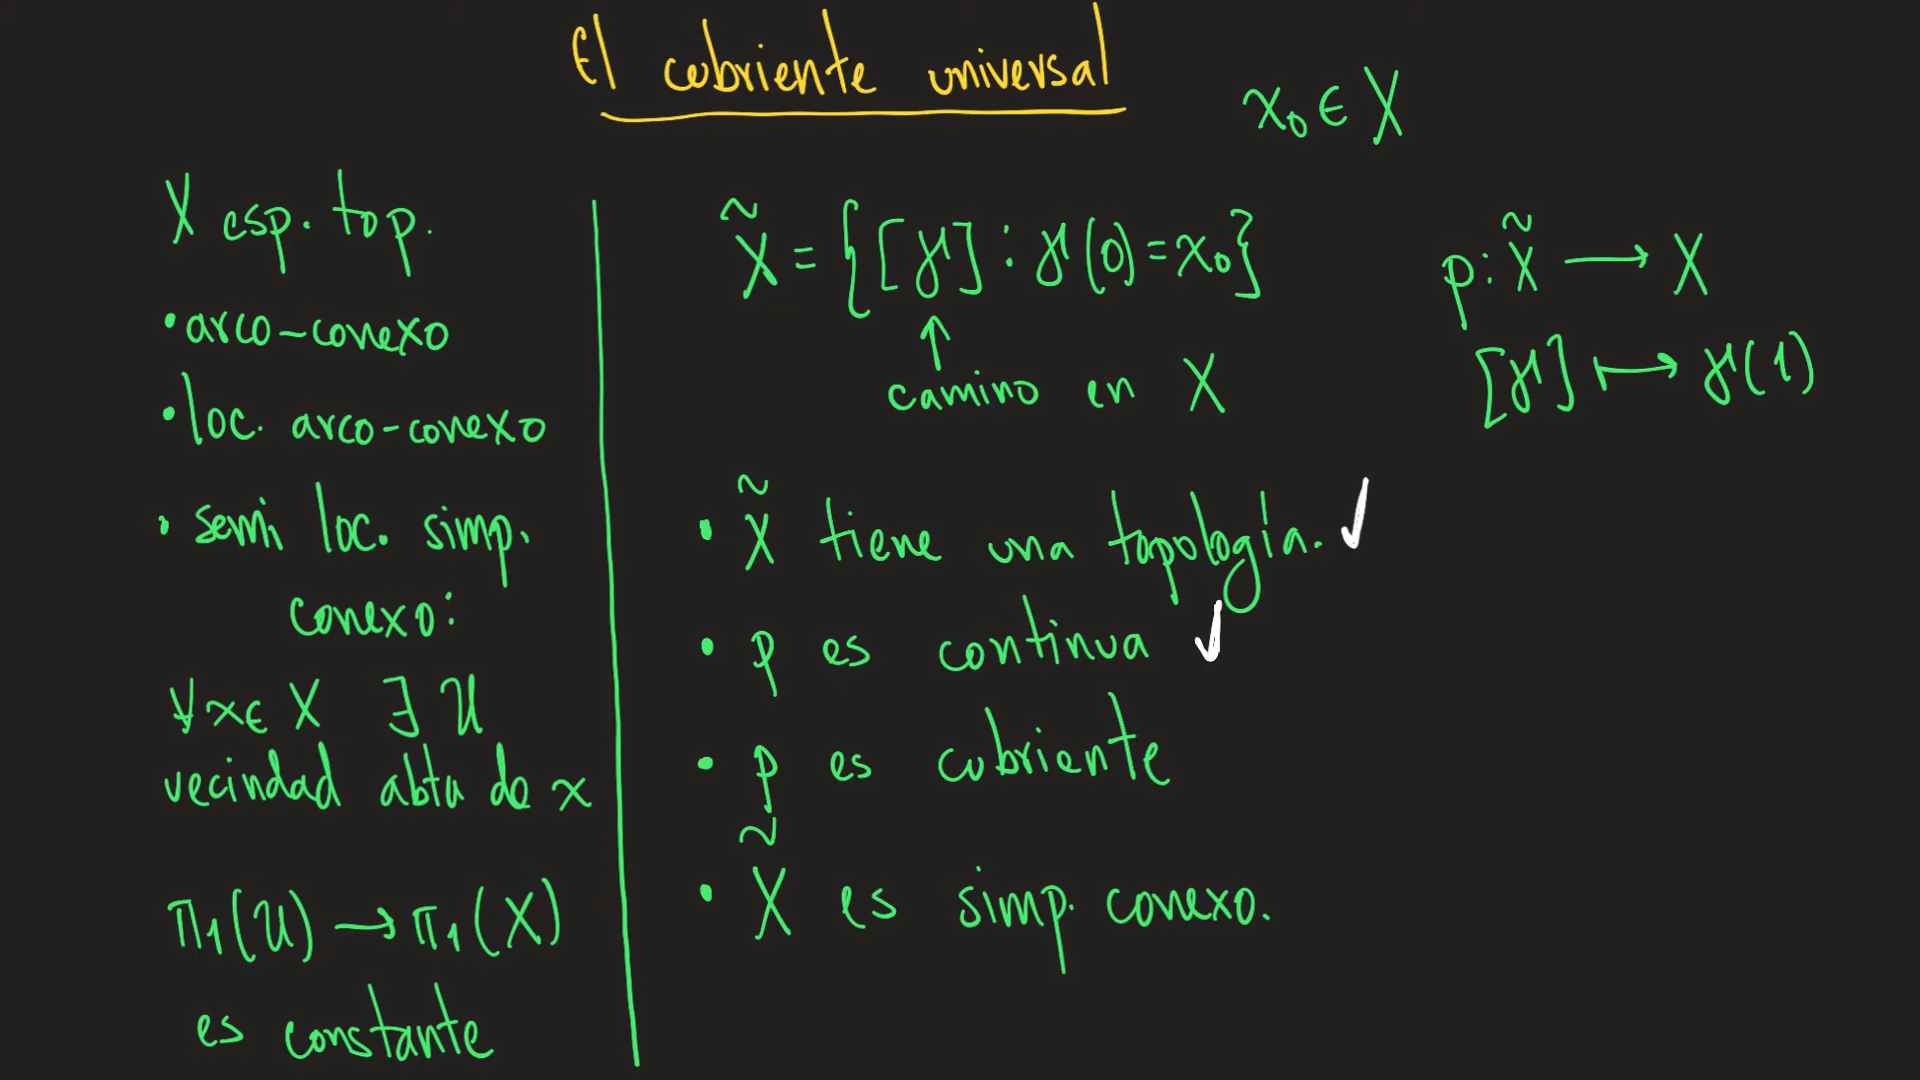 El cubriente universal
x₀ ∈ X
X esp. top.
• arco-conexo
• loc. arco-conexo
• semi loc. simp.
conexo:
∀x∈X ∃ U
vecindad abta de x
π₁(U) → π₁(X)
es constante
X̃ = {[γ] : γ(0) = x₀}
↑
camino en X
p: X̃ → X
[γ] ↦ γ(1)
• X̃ tiene una topología. ✓
• p es continua ✓
• p es cubriente
• X̃ es simp. conexo.